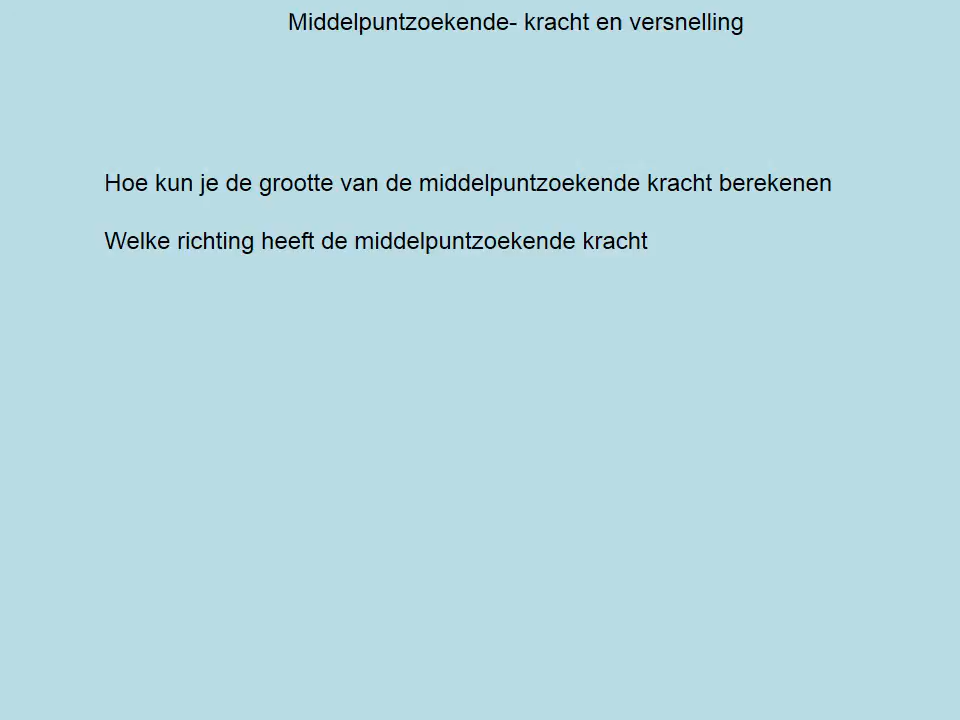 Middelpuntzoekende- kracht en versnelling
Hoe kun je de grootte van de middelpuntzoekende kracht berekenen
Welke richting heeft de middelpuntzoekende kracht